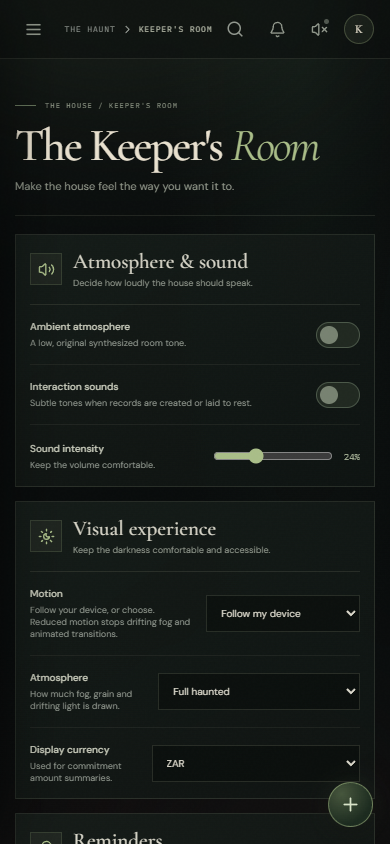 THE HAUNT > KEEPER'S ROOM
K
THE HOUSE / KEEPER'S ROOM
The Keeper's Room
Make the house feel the way you want it to.
Atmosphere & sound
Decide how loudly the house should speak.
Ambient atmosphere
A low, original synthesized room tone.
Interaction sounds
Subtle tones when records are created or laid to rest.
Sound intensity
Keep the volume comfortable.
24%
Visual experience
Keep the darkness comfortable and accessible.
Motion
Follow your device, or choose.
Reduced motion stops drifting fog and
animated transitions.
Follow my device
Atmosphere
How much fog, grain and
drifting light is drawn.
Full haunted
Display currency
Used for commitment
amount summaries.
ZAR
Reminders